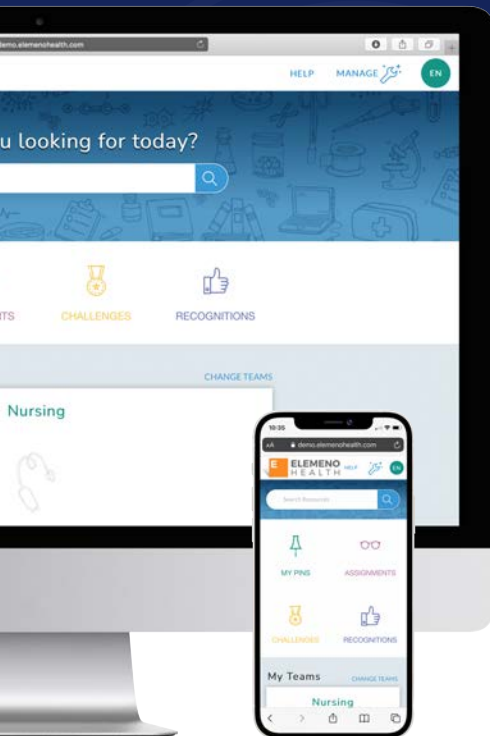 demo.elemenohealth.com
HELP MANAGE EN
u looking for today?
TS CHALLENGES RECOGNITIONS
CHANGE TEAMS
Nursing
10:35
AA demo.elemenohealth.com
E ELEMENO HELP EN
HEALTH
Search Resources
MY PINS ASSIGNMENTS
CHALLENGES RECOGNITIONS
My Teams CHANGE TEAMS
Nursing